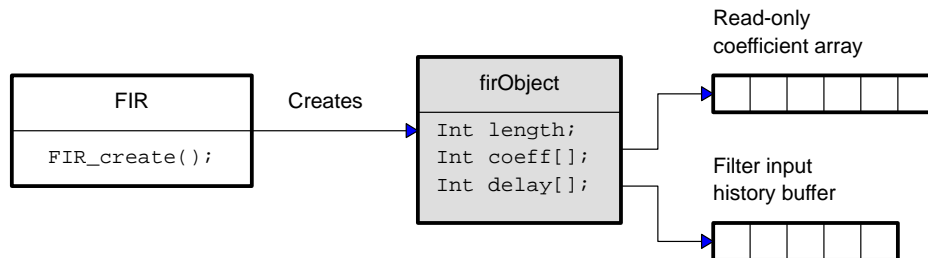 FIR
FIR_create();
Creates
firObject
Int length;
Int coeff[];
Int delay[];
Read-only
coefficient array
Filter input
history buffer